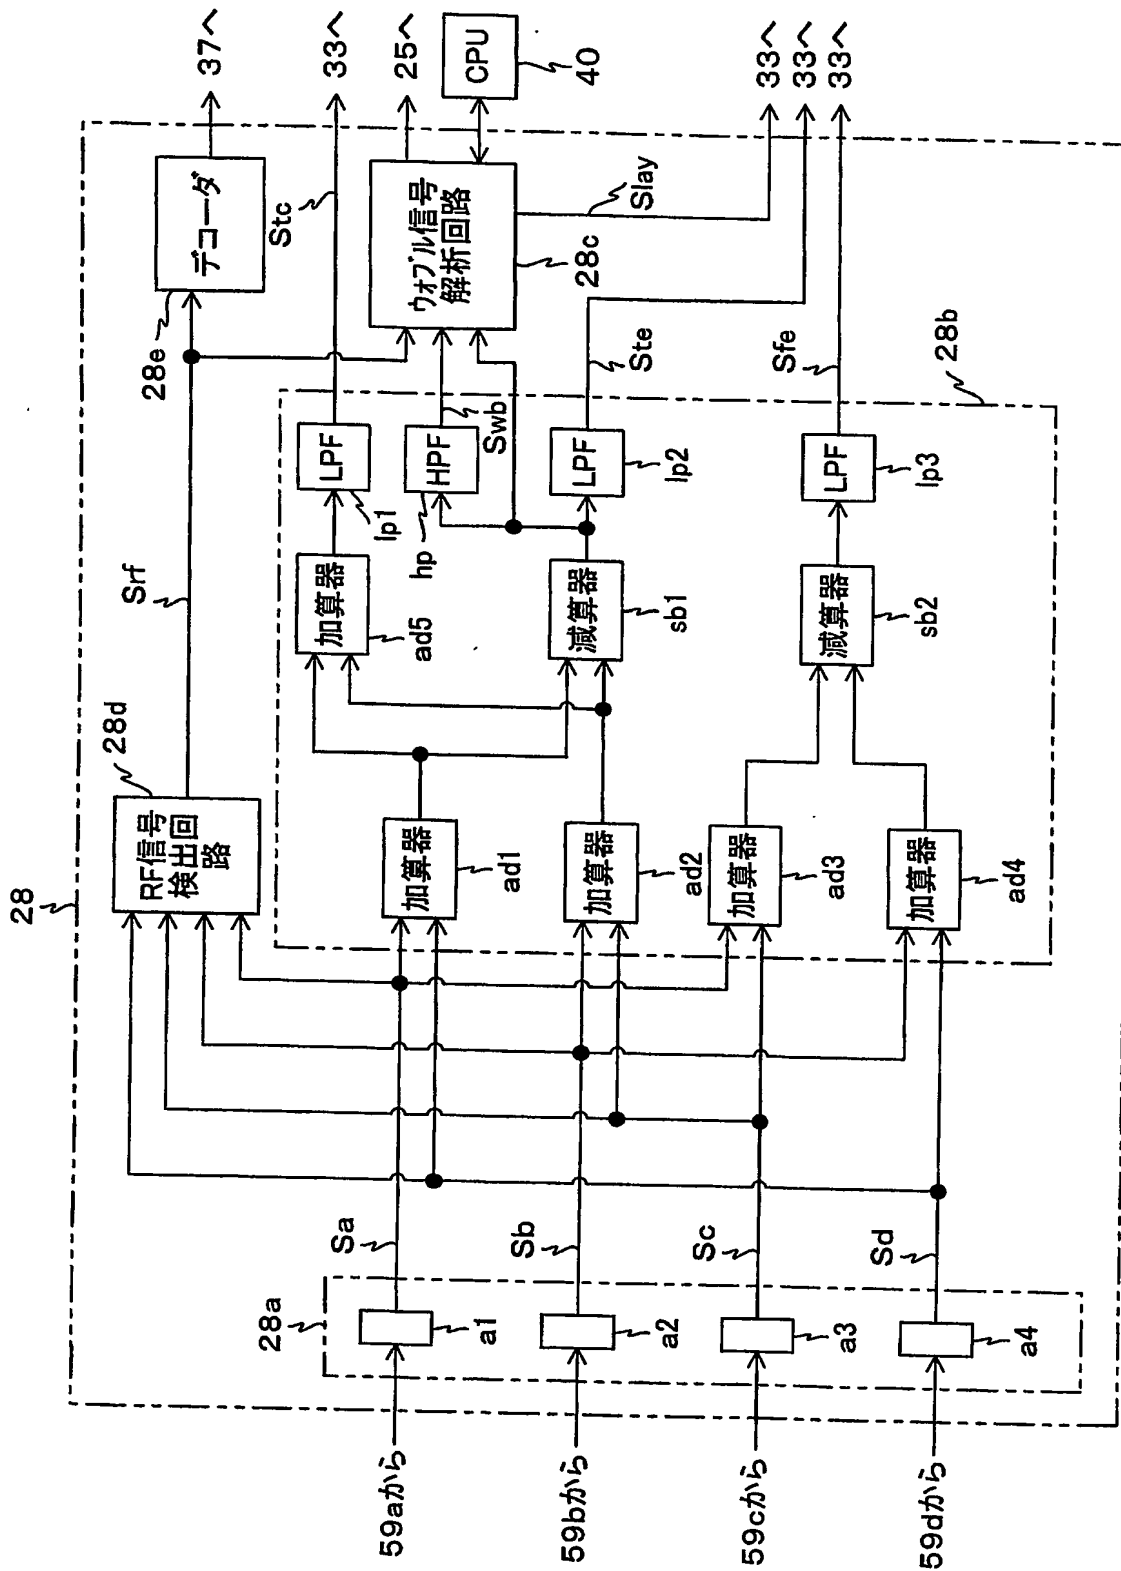 28
28a
59aから
59bから
59cから
59dから
a1
a2
a3
a4
Sa
Sb
Sc
Sd
28d
RF信号
検出回
路
Srf
28e
デコーダ
37へ
加算器
ad1
加算器
ad2
加算器
ad3
加算器
ad4
加算器
ad5
減算器
sb1
減算器
sb2
LPF
lp1
HPF
hp
LPF
lp2
LPF
lp3
28b
Stc
33へ
Swb
ウォブル信号
解析回路
28c
25へ
CPU
40
Slay
33へ
Ste
33へ
Sfe
33へ